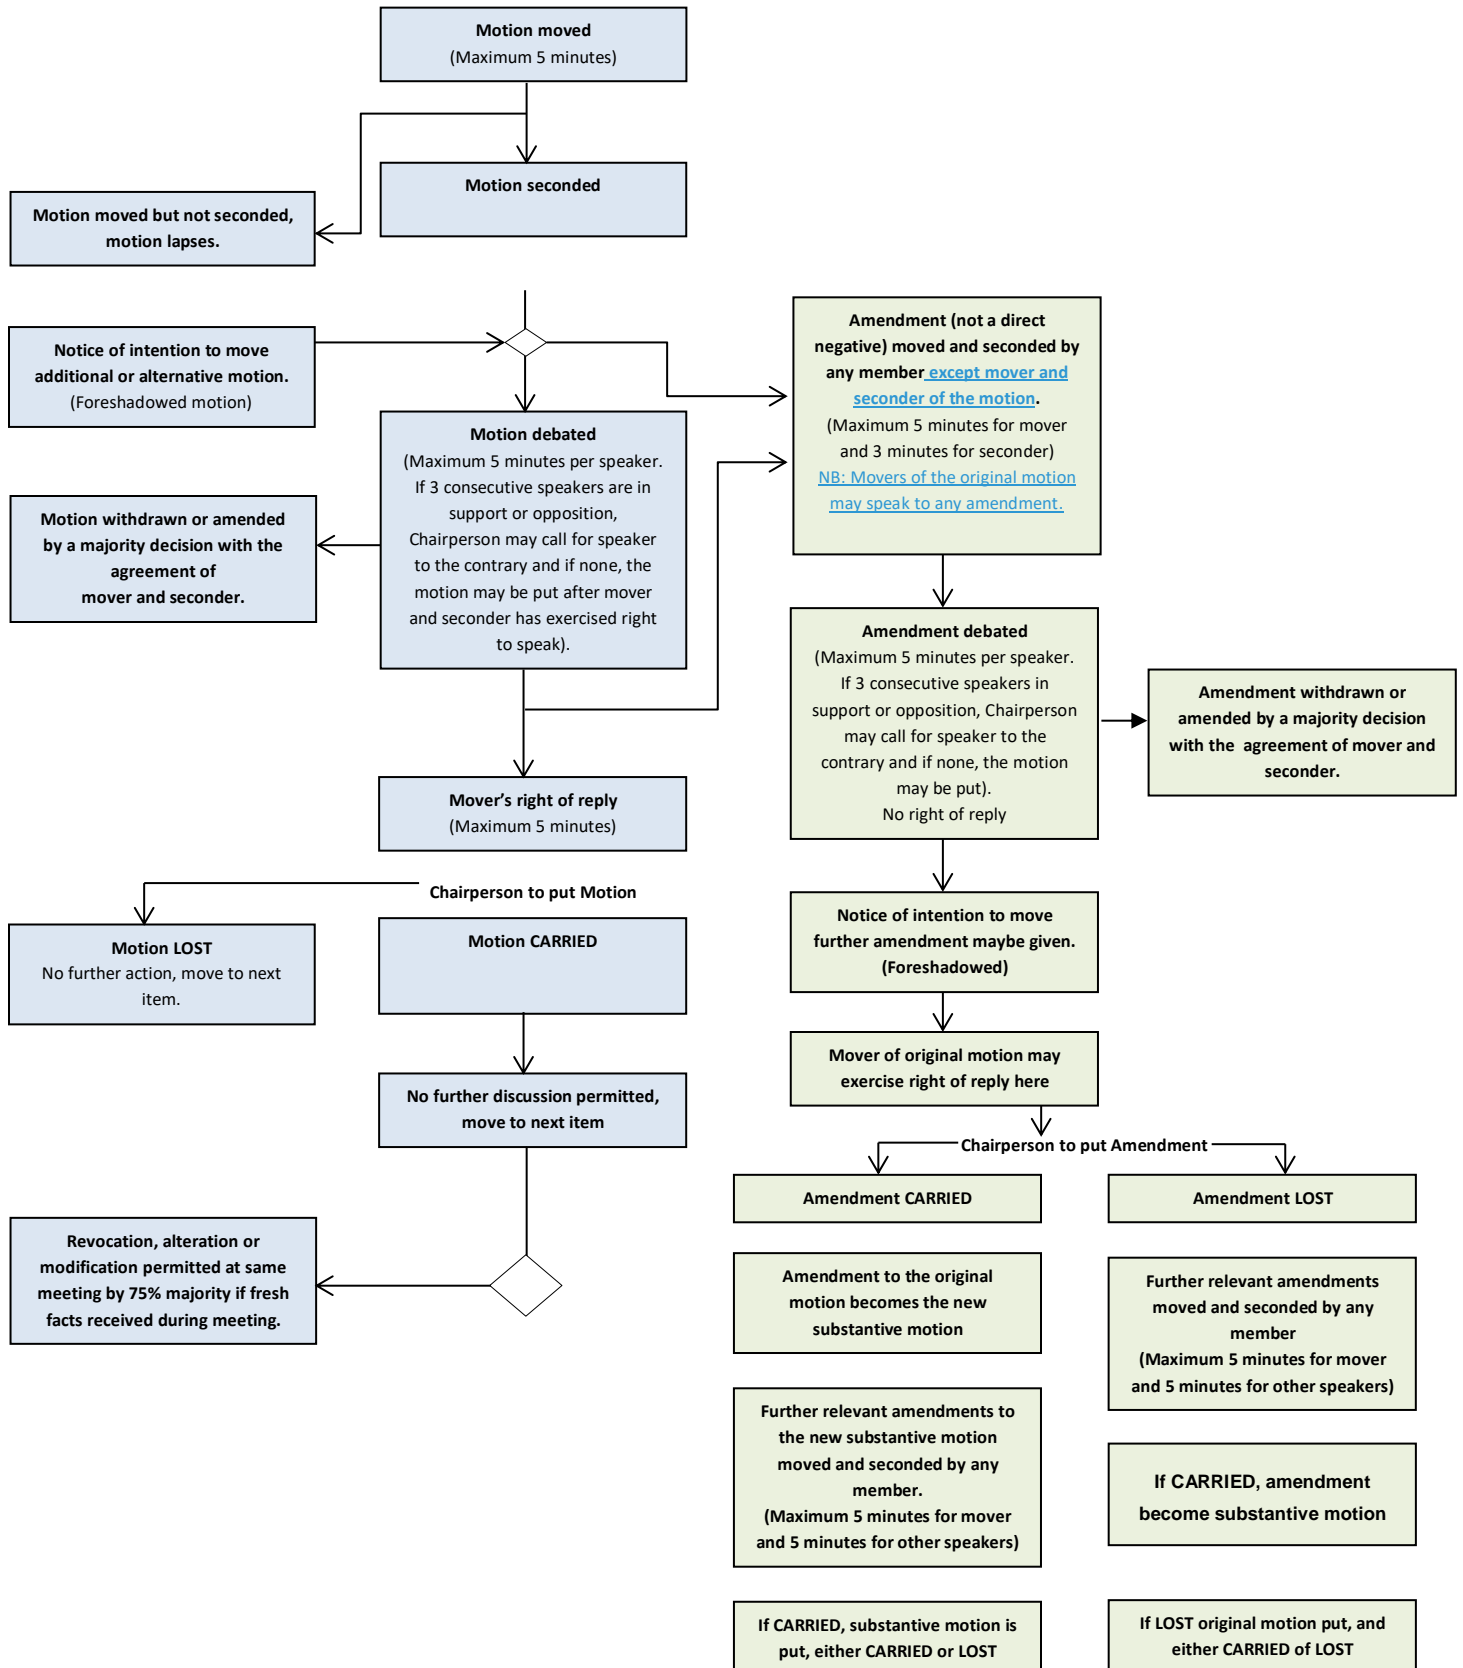 Motion moved
(Maximum 5 minutes)
Motion seconded
Motion moved but not seconded,
motion lapses.
Notice of intention to move
additional or alternative motion.
(Foreshadowed motion)
Amendment (not a direct
negative) moved and seconded by
any member except mover and
seconder of the motion.
(Maximum 5 minutes for mover
and 3 minutes for seconder)
NB: Movers of the original motion
may speak to any amendment.
Motion debated
(Maximum 5 minutes per speaker.
If 3 consecutive speakers are in
support or opposition,
Chairperson may call for speaker
to the contrary and if none, the
motion may be put after mover
and seconder has exercised right
to speak).
Motion withdrawn or amended
by a majority decision with the
agreement of
mover and seconder.
Amendment debated
(Maximum 5 minutes per speaker.
If 3 consecutive speakers in
support or opposition, Chairperson
may call for speaker to the
contrary and if none, the motion
may be put).
No right of reply
Amendment withdrawn or
amended by a majority decision
with the  agreement of mover and
seconder.
Mover’s right of reply
(Maximum 5 minutes)
Chairperson to put Motion
Motion LOST
No further action, move to next
item.
Motion CARRIED
Notice of intention to move
further amendment maybe given.
(Foreshadowed)
Mover of original motion may
exercise right of reply here
No further discussion permitted,
move to next item
Chairperson to put Amendment
Amendment CARRIED
Amendment LOST
Revocation, alteration or
modification permitted at same
meeting by 75% majority if fresh
facts received during meeting.
Amendment to the original
motion becomes the new
substantive motion
Further relevant amendments
moved and seconded by any
member
(Maximum 5 minutes for mover
and 5 minutes for other speakers)
Further relevant amendments to
the new substantive motion
moved and seconded by any
member.
(Maximum 5 minutes for mover
and 5 minutes for other speakers)
If CARRIED, amendment
become substantive motion
If CARRIED, substantive motion is
put, either CARRIED or LOST
If LOST original motion put, and
either CARRIED of LOST